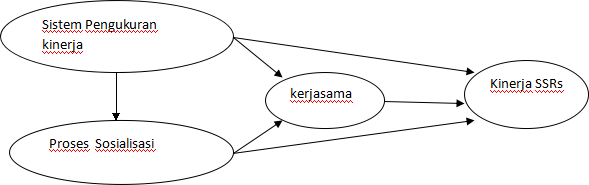 Sistem Pengukuran
kinerja
kerjasama
Kinerja SSRs
Proses Sosialisasi